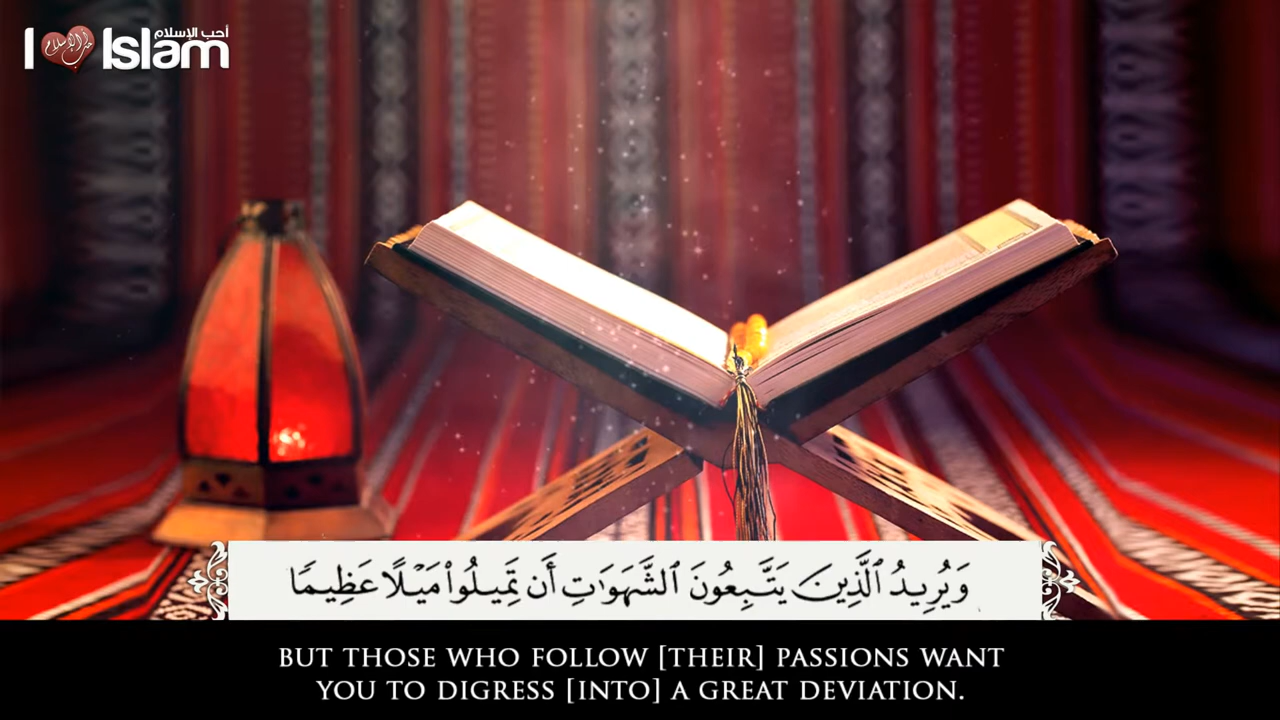 أحب الإسلام
I Islam
وَيُرِيدُ ٱلَّذِينَ يَتَّبِعُونَ ٱلشَّهَوَٰتِ أَن تَمِيلُوا۟ مَيْلًا عَظِيمًا
BUT THOSE WHO FOLLOW [THEIR] PASSIONS WANT
YOU TO DIGRESS [INTO] A GREAT DEVIATION.